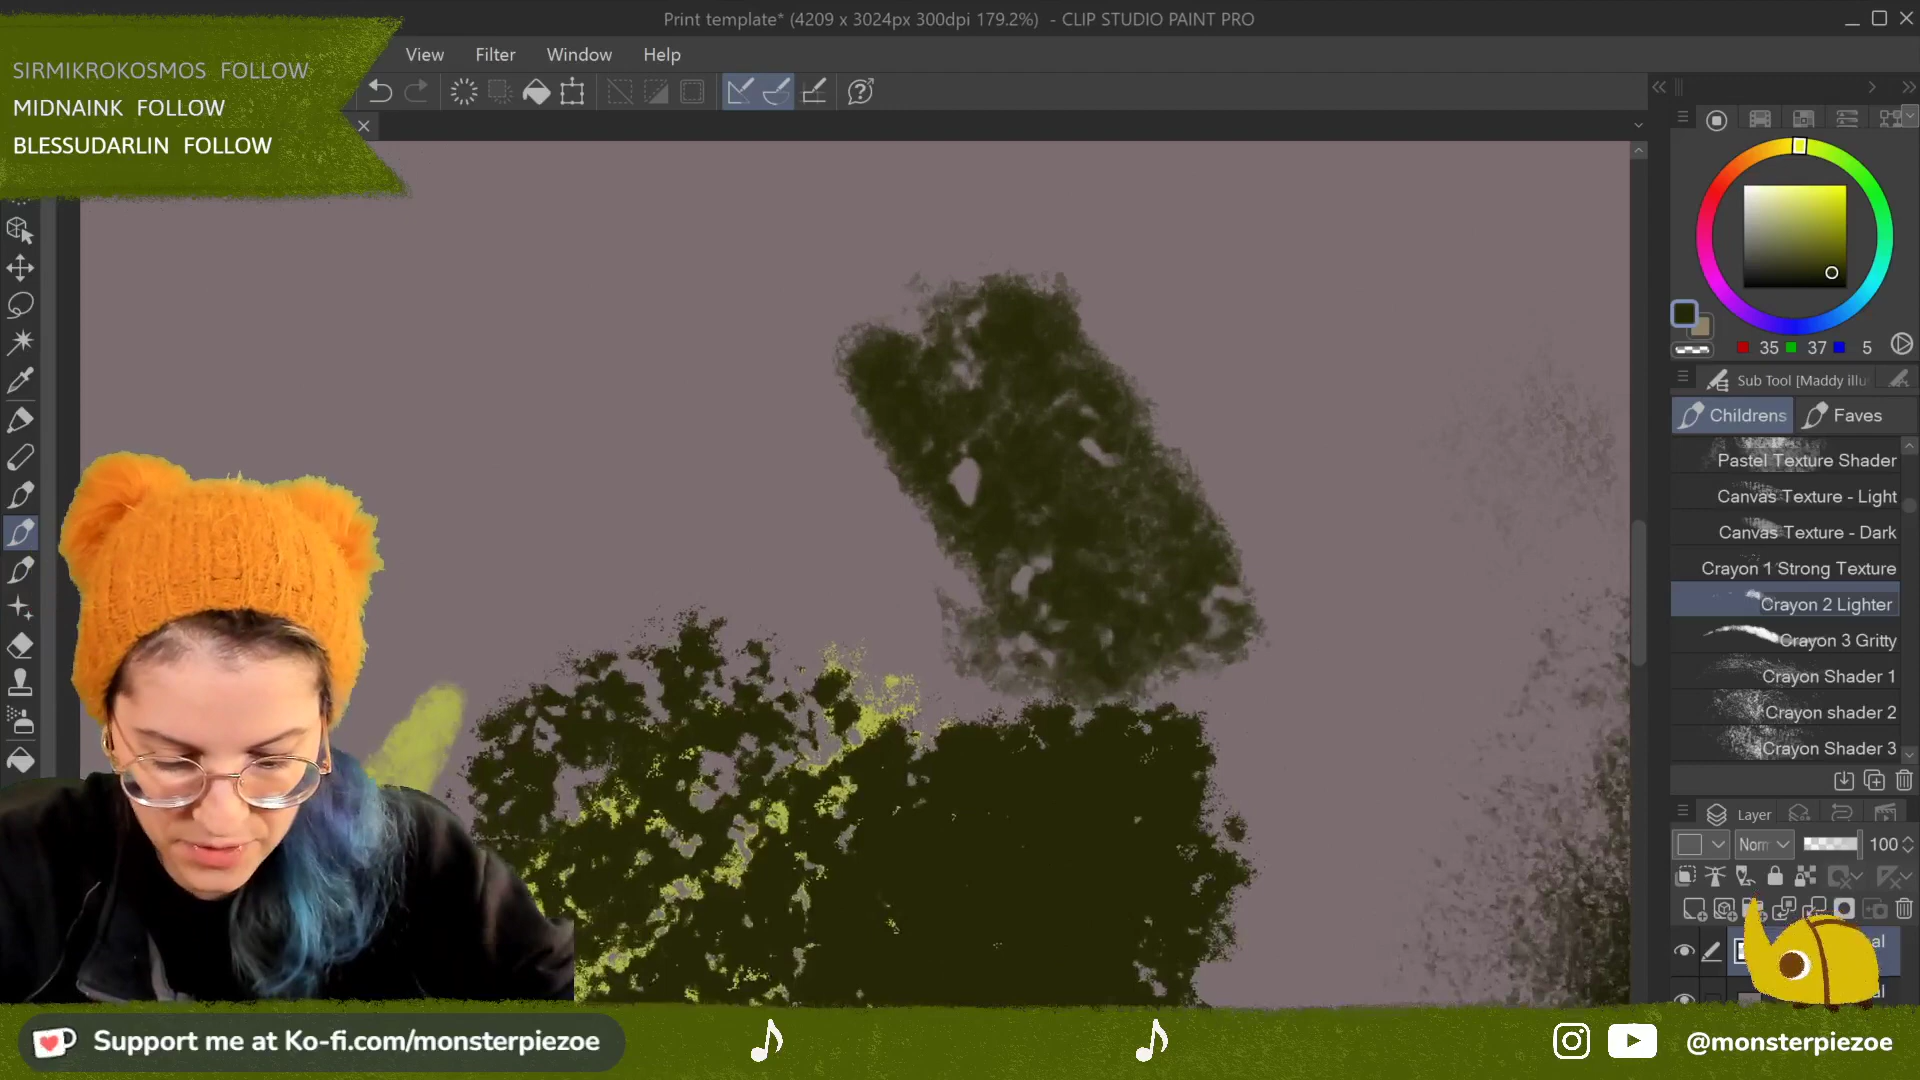 Print template* (4209 x 3024px 300dpi 179.2%) - CLIP STUDIO PAINT PRO
SIRMIKROKOSMOS FOLLOW
MIDNAINK FOLLOW
BLESSUDARLIN FOLLOW
View Filter Window Help
35 37 5
Sub Tool [Maddy illu
Childrens Faves
Pastel Texture Shader
Canvas Texture - Light
Canvas Texture - Dark
Crayon 1 Strong Texture
Crayon 2 Lighter
Crayon 3 Gritty
Crayon Shader 1
Crayon shader 2
Crayon Shader 3
Layer
Norr 100
al
al
Support me at Ko-fi.com/monsterpiezoe
@monsterpiezoe